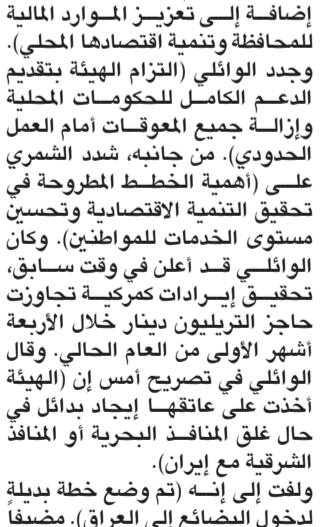 إضافة إلى تعزيز الموارد المالية
للمحافظة وتنمية اقتصادها المحلي).
وجدد الوائلي (التزام الهيئة بتقديم
الدعم الكامل للحكومات المحلية
وإزالة جميع المعوقات أمام العمل
الحدودي). من جانبه، شدد الشمري
على (أهمية الخطط المطروحة في
تحقيق التنمية الاقتصادية وتحسين
مستوى الخدمات للمواطنين). وكان
الوائلي قد أعلن في وقت سابق،
تحقيق إيرادات كمركية تجاوزت
حاجز التريليون دينار خلال الأربعة
أشهر الأولى من العام الحالي. وقال
الوائلي في تصريح أمس إن (الهيئة
أخذت على عاتقها إيجاد بدائل في
حال غلق المنافذ البحرية أو المنافذ
الشرقية مع إيران).
ولفت إلى إنه (تم وضع خطة بديلة
لدخول البضائع إلى العراق). مضيفاً